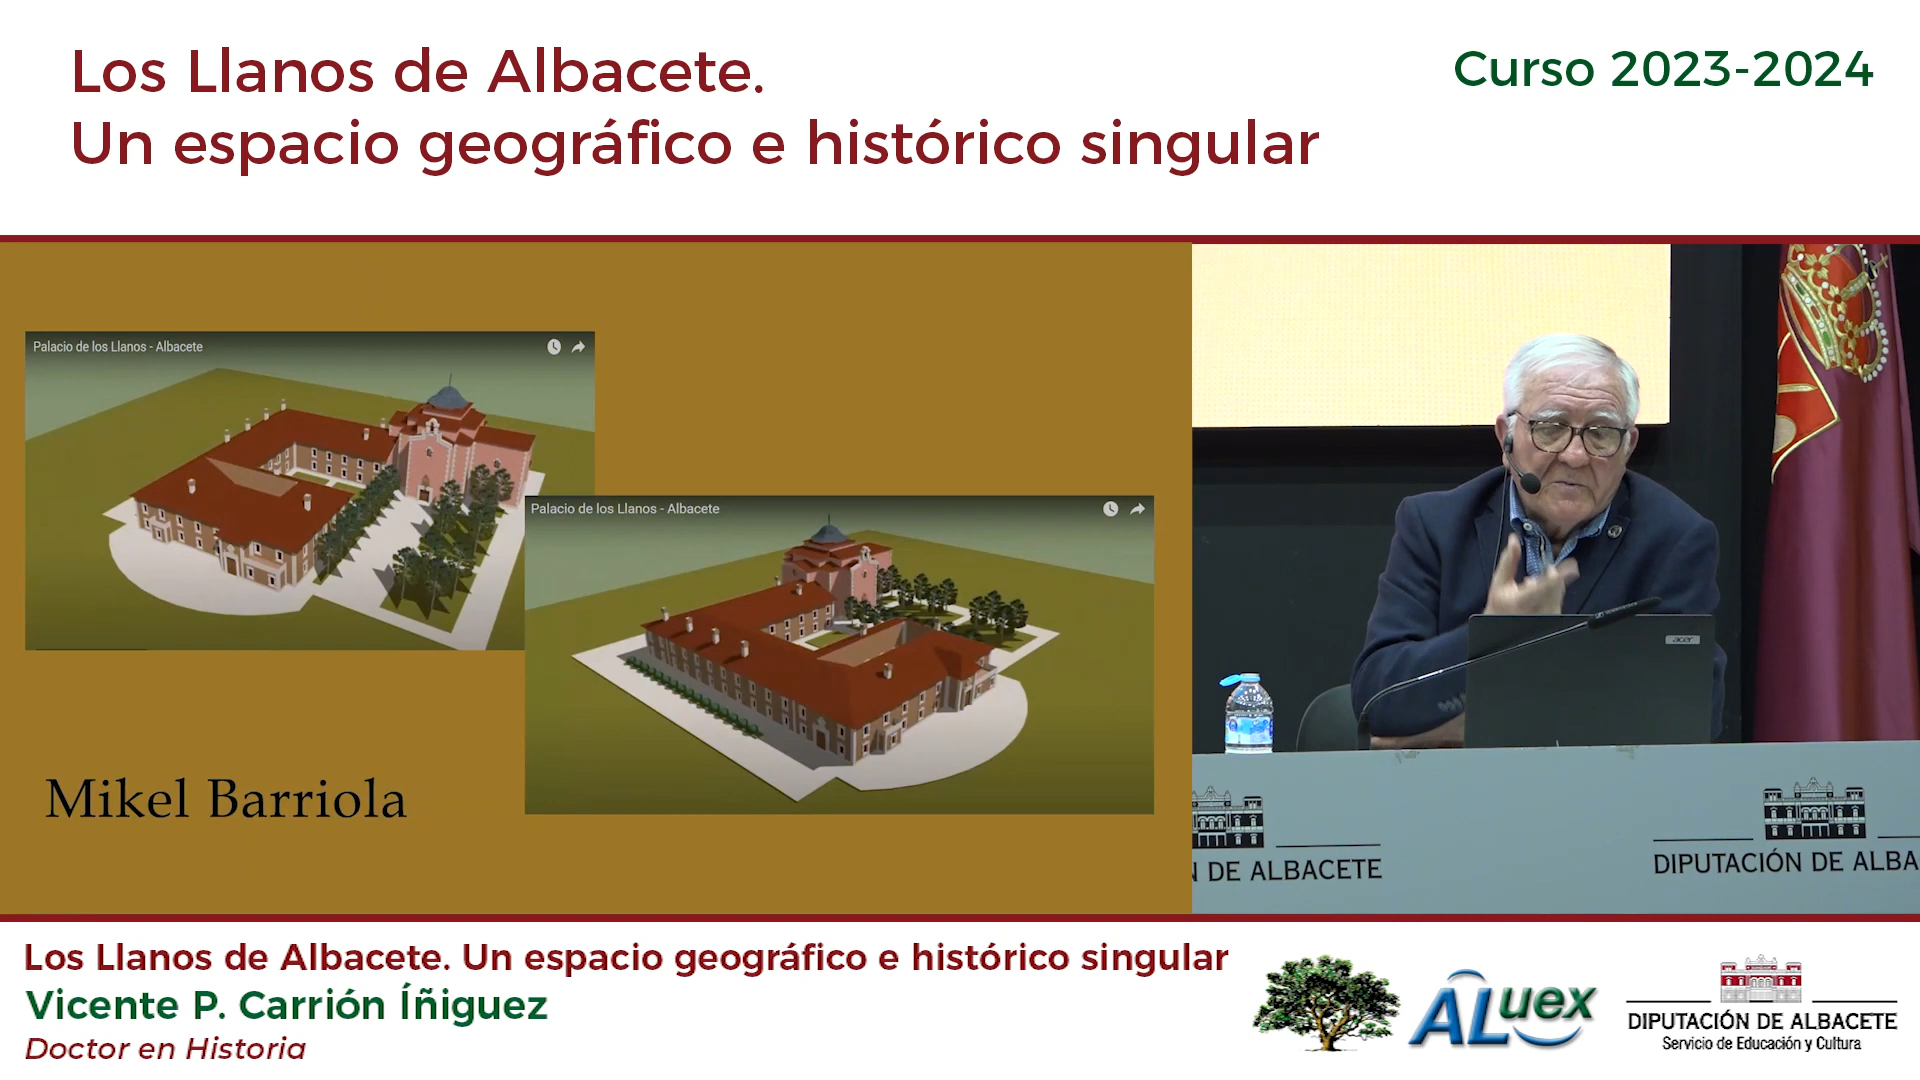 Los Llanos de Albacete.
Un espacio geográfico e histórico singular
Curso 2023-2024
Palacio de los Llanos - Albacete
Palacio de los Llanos - Albacete
Mikel Barriola
acer
N DE ALBACETE
DIPUTACIÓN DE ALBA
Los Llanos de Albacete. Un espacio geográfico e histórico singular
Vicente P. Carrión Íñiguez
Doctor en Historia
ALuex
DIPUTACIÓN DE ALBACETE
Servicio de Educación y Cultura